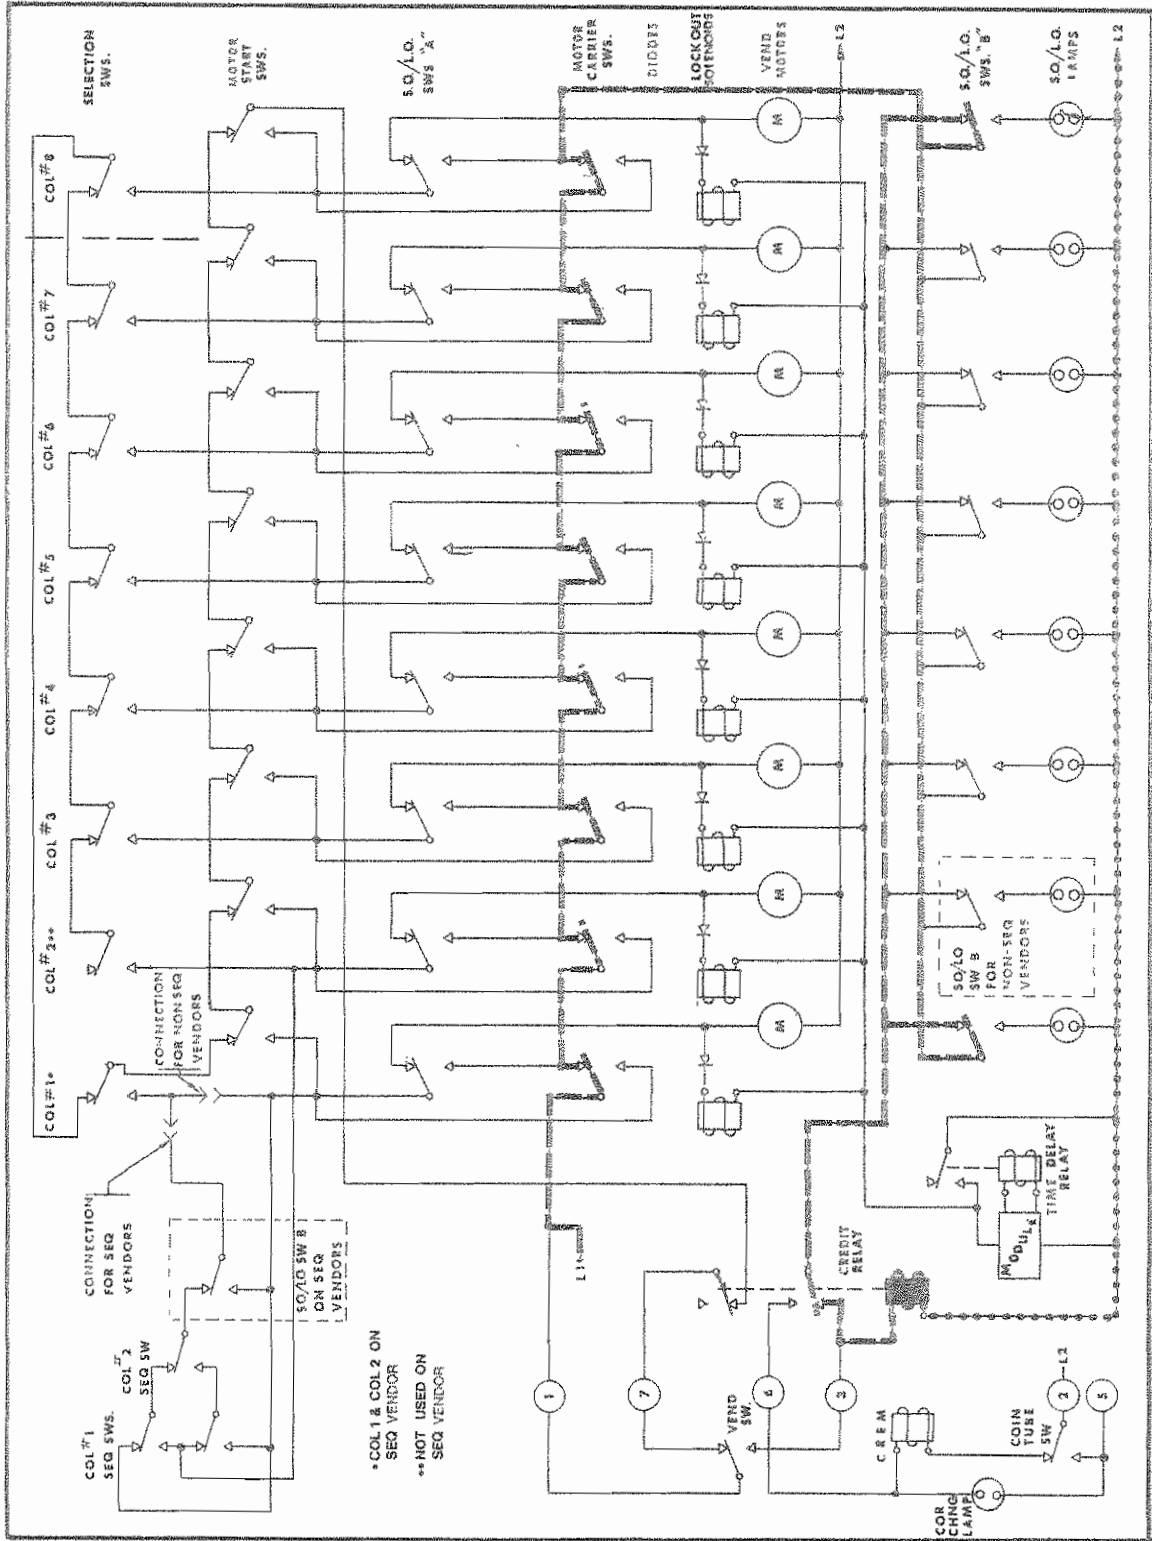 SELECTION
SWS.
MOTOR
START
SWS.
S.O./L.O.
SWS "A"
MOTOR
CARRIER
SWS.
DIODES
LOCKOUT
SOLENOIDS
VEND
MOTORS
L2
S.O./L.O.
SWS. "B"
S.O./L.O.
LAMPS
L2
COL#8
COL#7
COL#6
COL#5
COL#4
COL#3
COL#2**
COL#1*
M
M
M
M
M
M
M
M
CONNECTION
FOR NON SEQ
VENDORS
CONNECTION
FOR SEQ
VENDORS
SO/LO SW B
ON SEQ
VENDORS
COL#2
SEQ SW
COL#1
SEQ SWS.
*COL 1 & COL 2 ON
SEQ VENDOR
**NOT USED ON
SEQ VENDOR
SO/LO
SW B
FOR
NON-SEQ
VENDORS
L1
1
7
6
3
2
L2
5
VEND
SW.
CREDIT
RELAY
MODULE
TIME DELAY
RELAY
CREM
COIN
TUBE
SW
COR
CHNG
LAMP